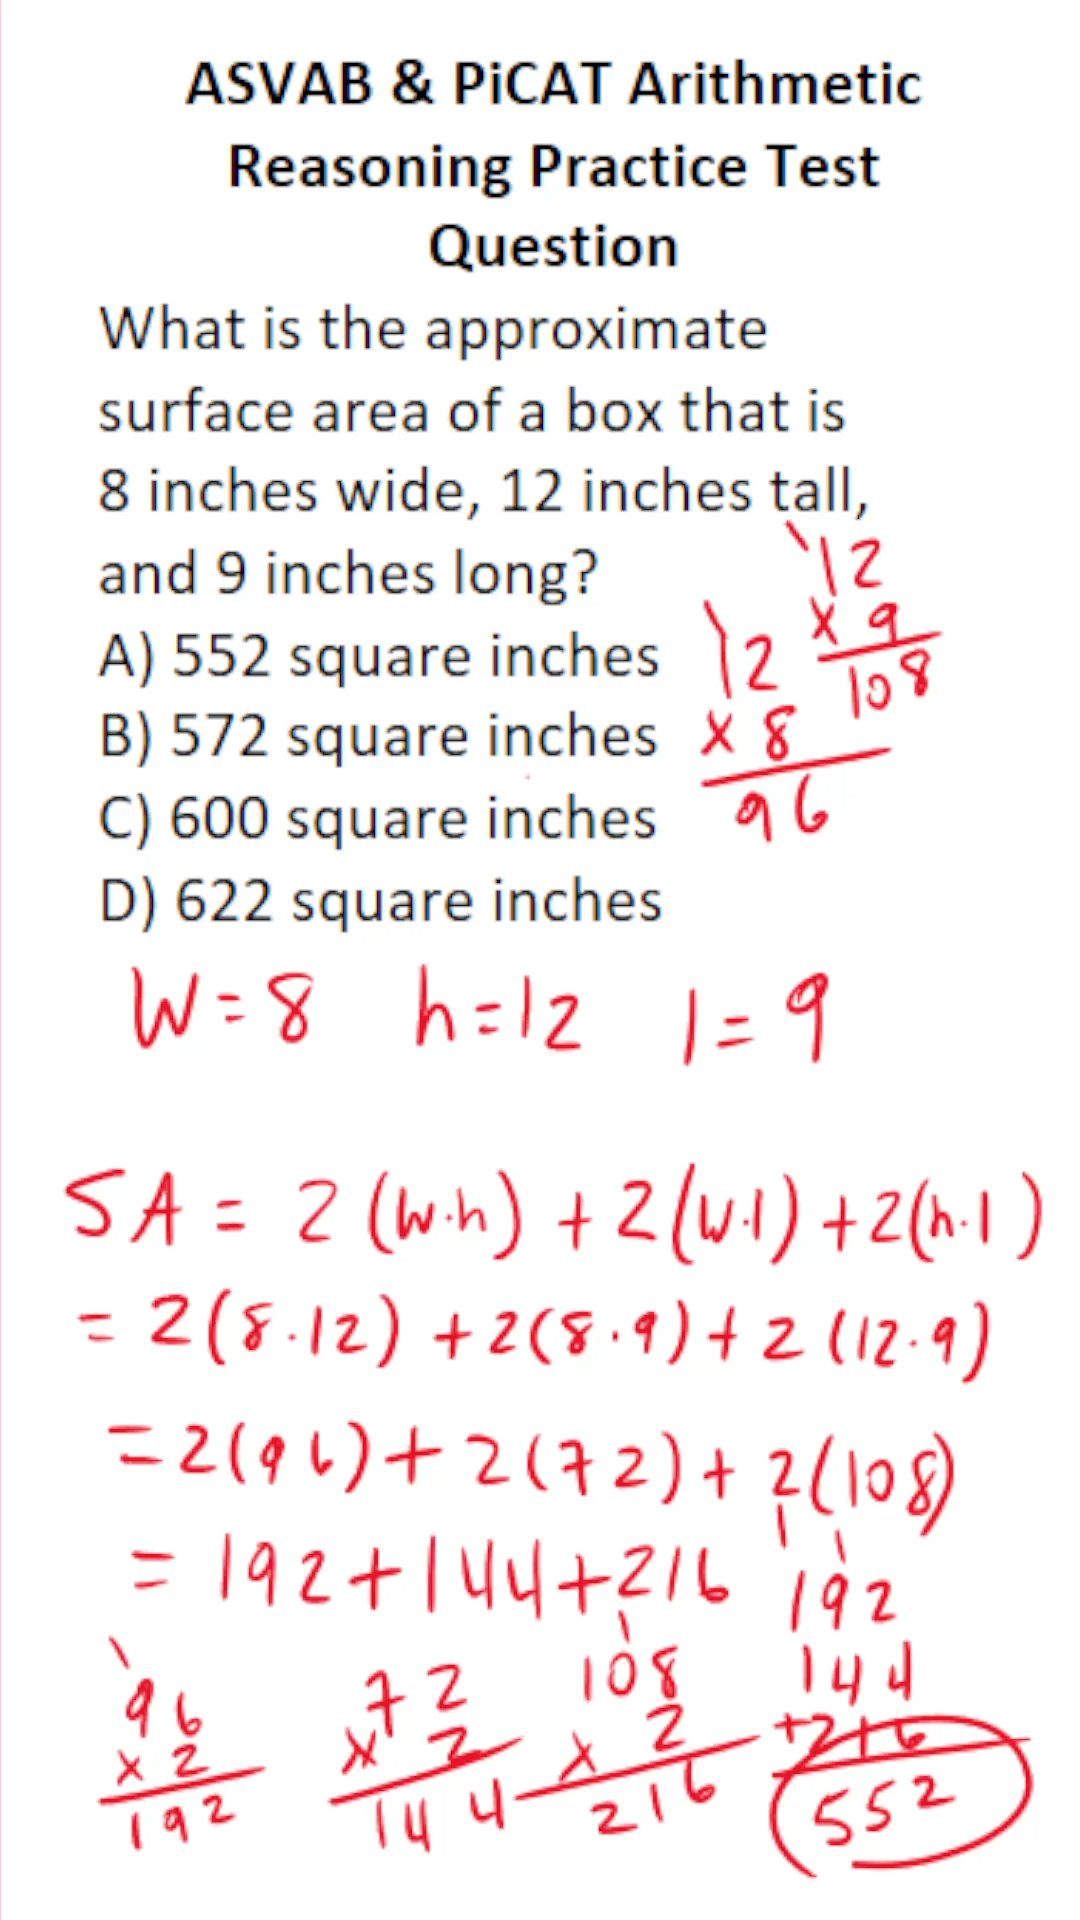 ASVAB & PiCAT Arithmetic
Reasoning Practice Test
Question
What is the approximate
surface area of a box that is
8 inches wide, 12 inches tall,
and 9 inches long?
A) 552 square inches
B) 572 square inches
C) 600 square inches
D) 622 square inches
12
x 9
108
12
x 8
96
W = 8 h = 12 l = 9
SA = 2 (w·h) + 2(w·l) + 2(h·l)
= 2(8·12) + 2(8·9) + 2(12·9)
= 2(96) + 2(72) + 2(108)
= 192 + 144 + 216
1
96
x 2
192
72
x 2
144
1
108
x 2
216
1 1
192
144
+216
552